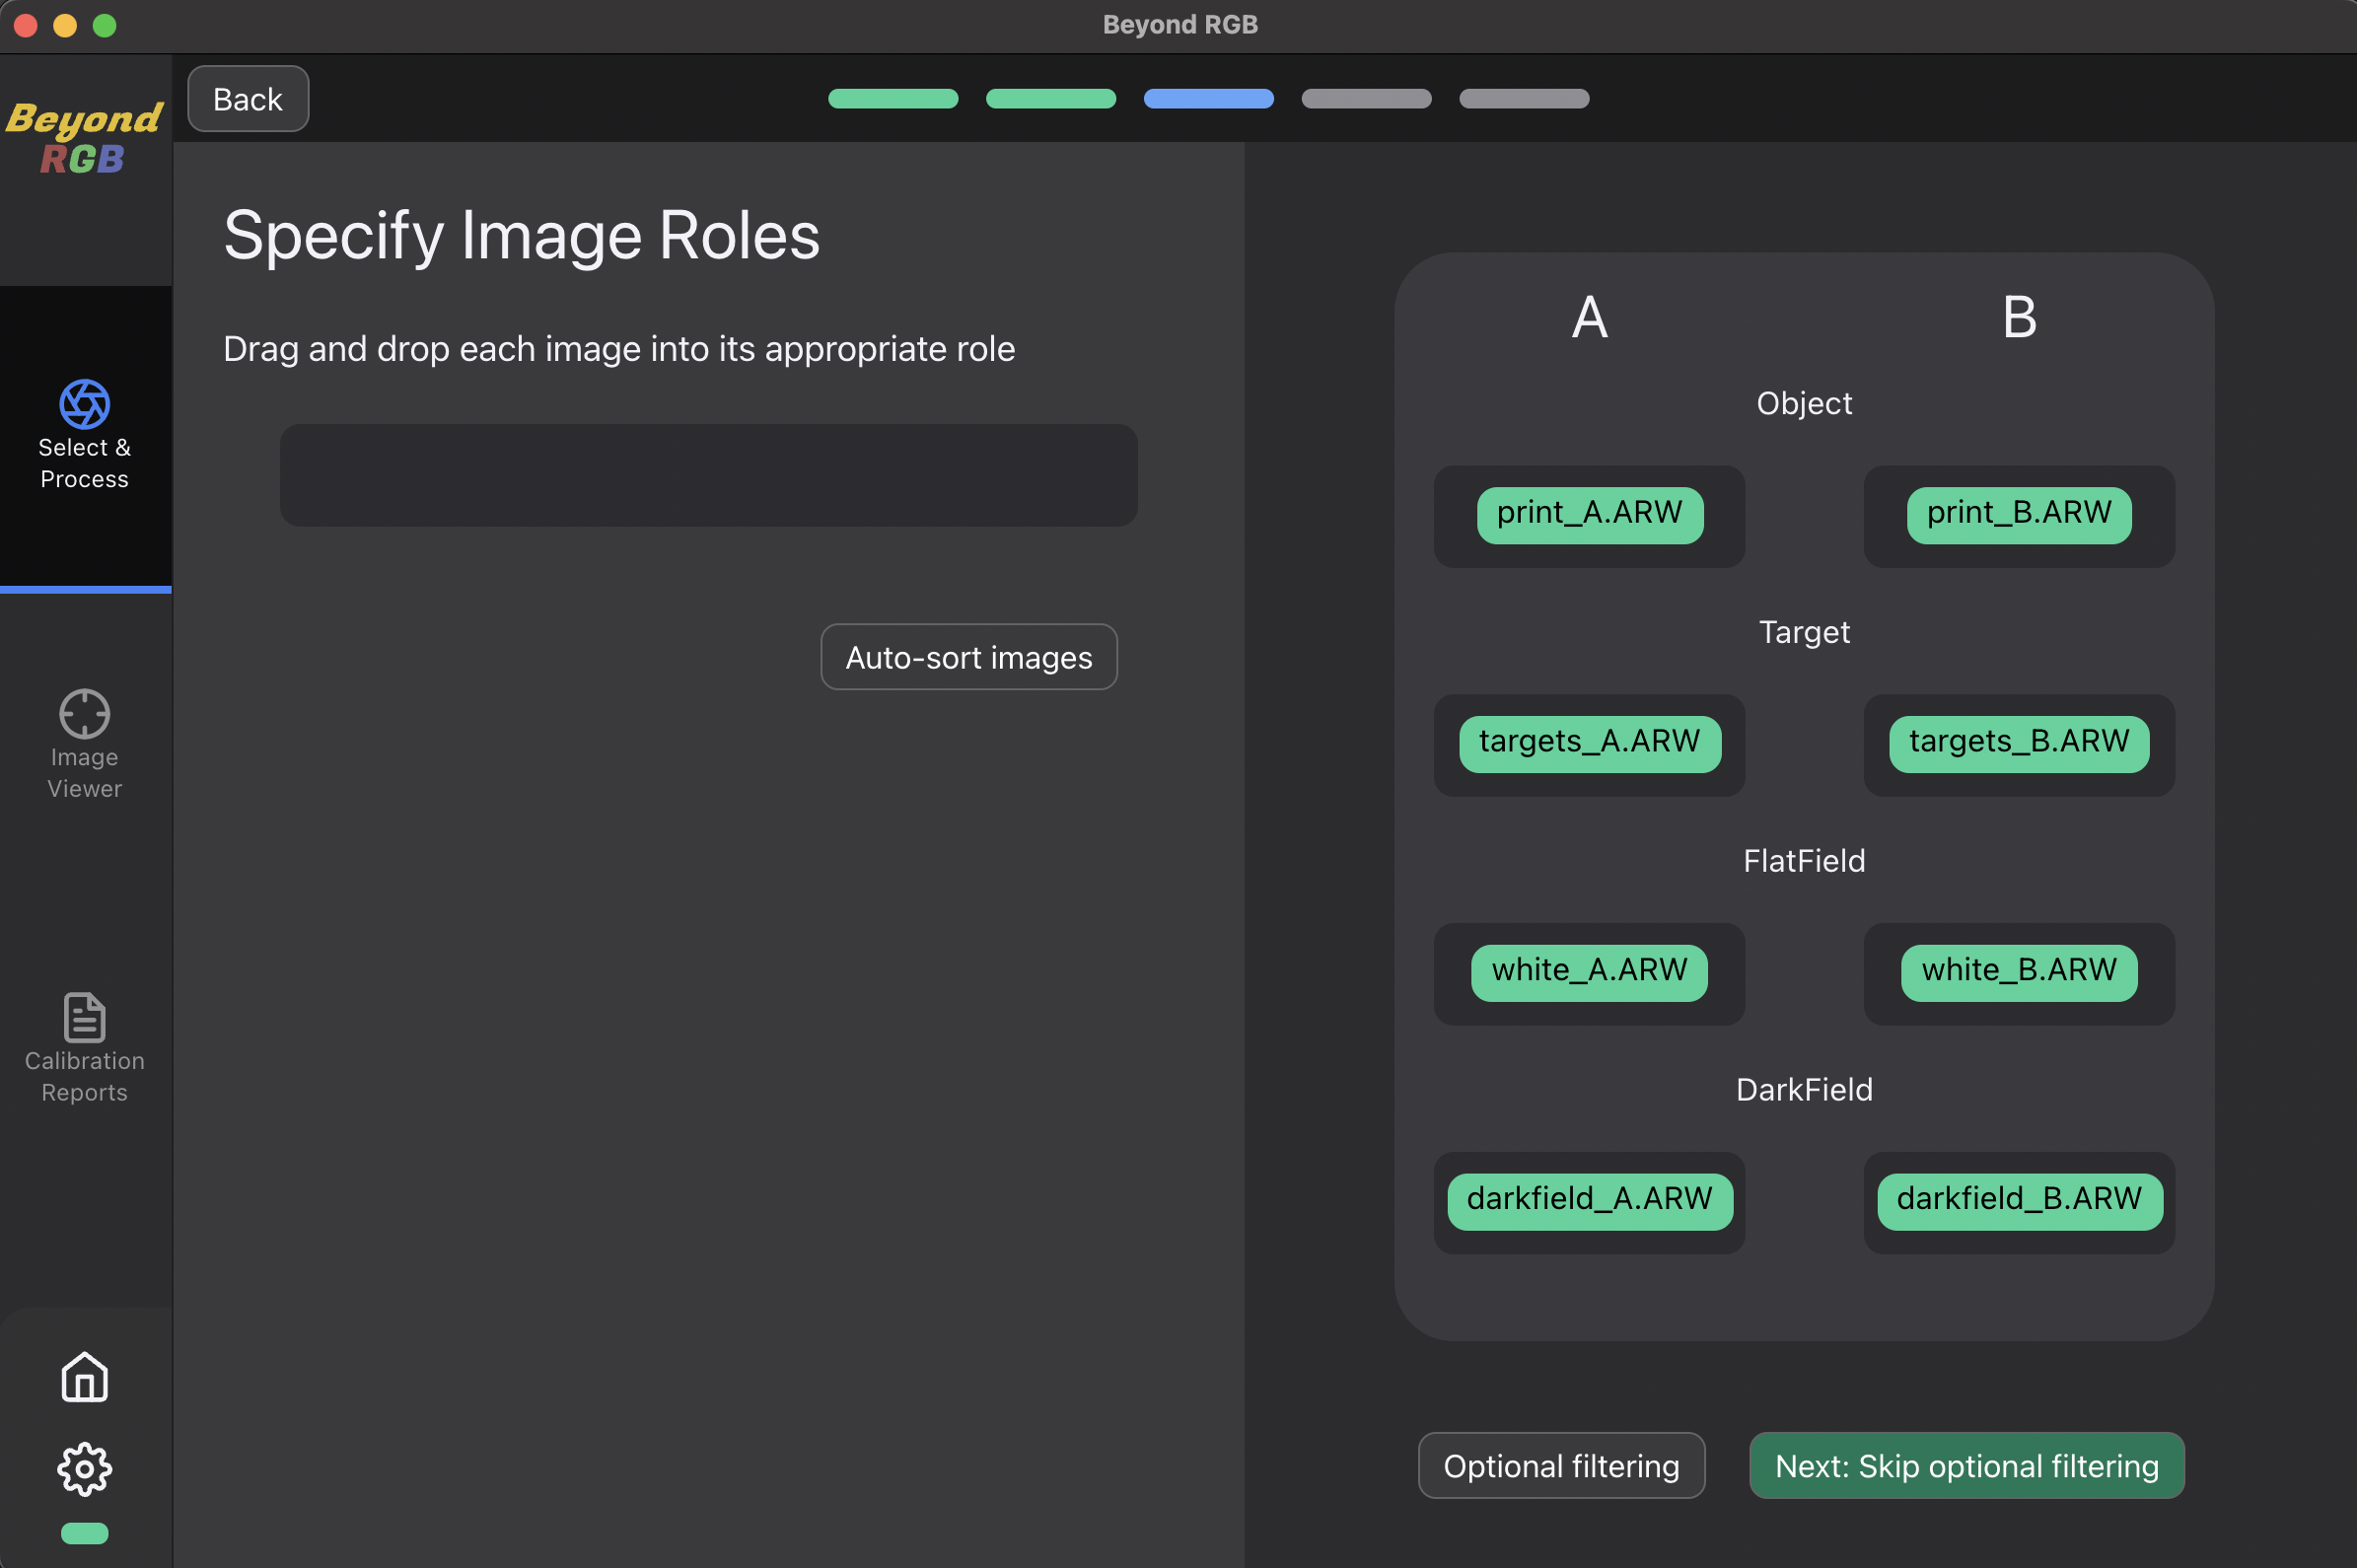 Beyond RGB
Beyond
RGB
Back
Select &
Process
Image
Viewer
Calibration
Reports
Specify Image Roles
Drag and drop each image into its appropriate role
Auto-sort images
A B
Object
print_A.ARW print_B.ARW
Target
targets_A.ARW targets_B.ARW
FlatField
white_A.ARW white_B.ARW
DarkField
darkfield_A.ARW darkfield_B.ARW
Optional filtering Next: Skip optional filtering